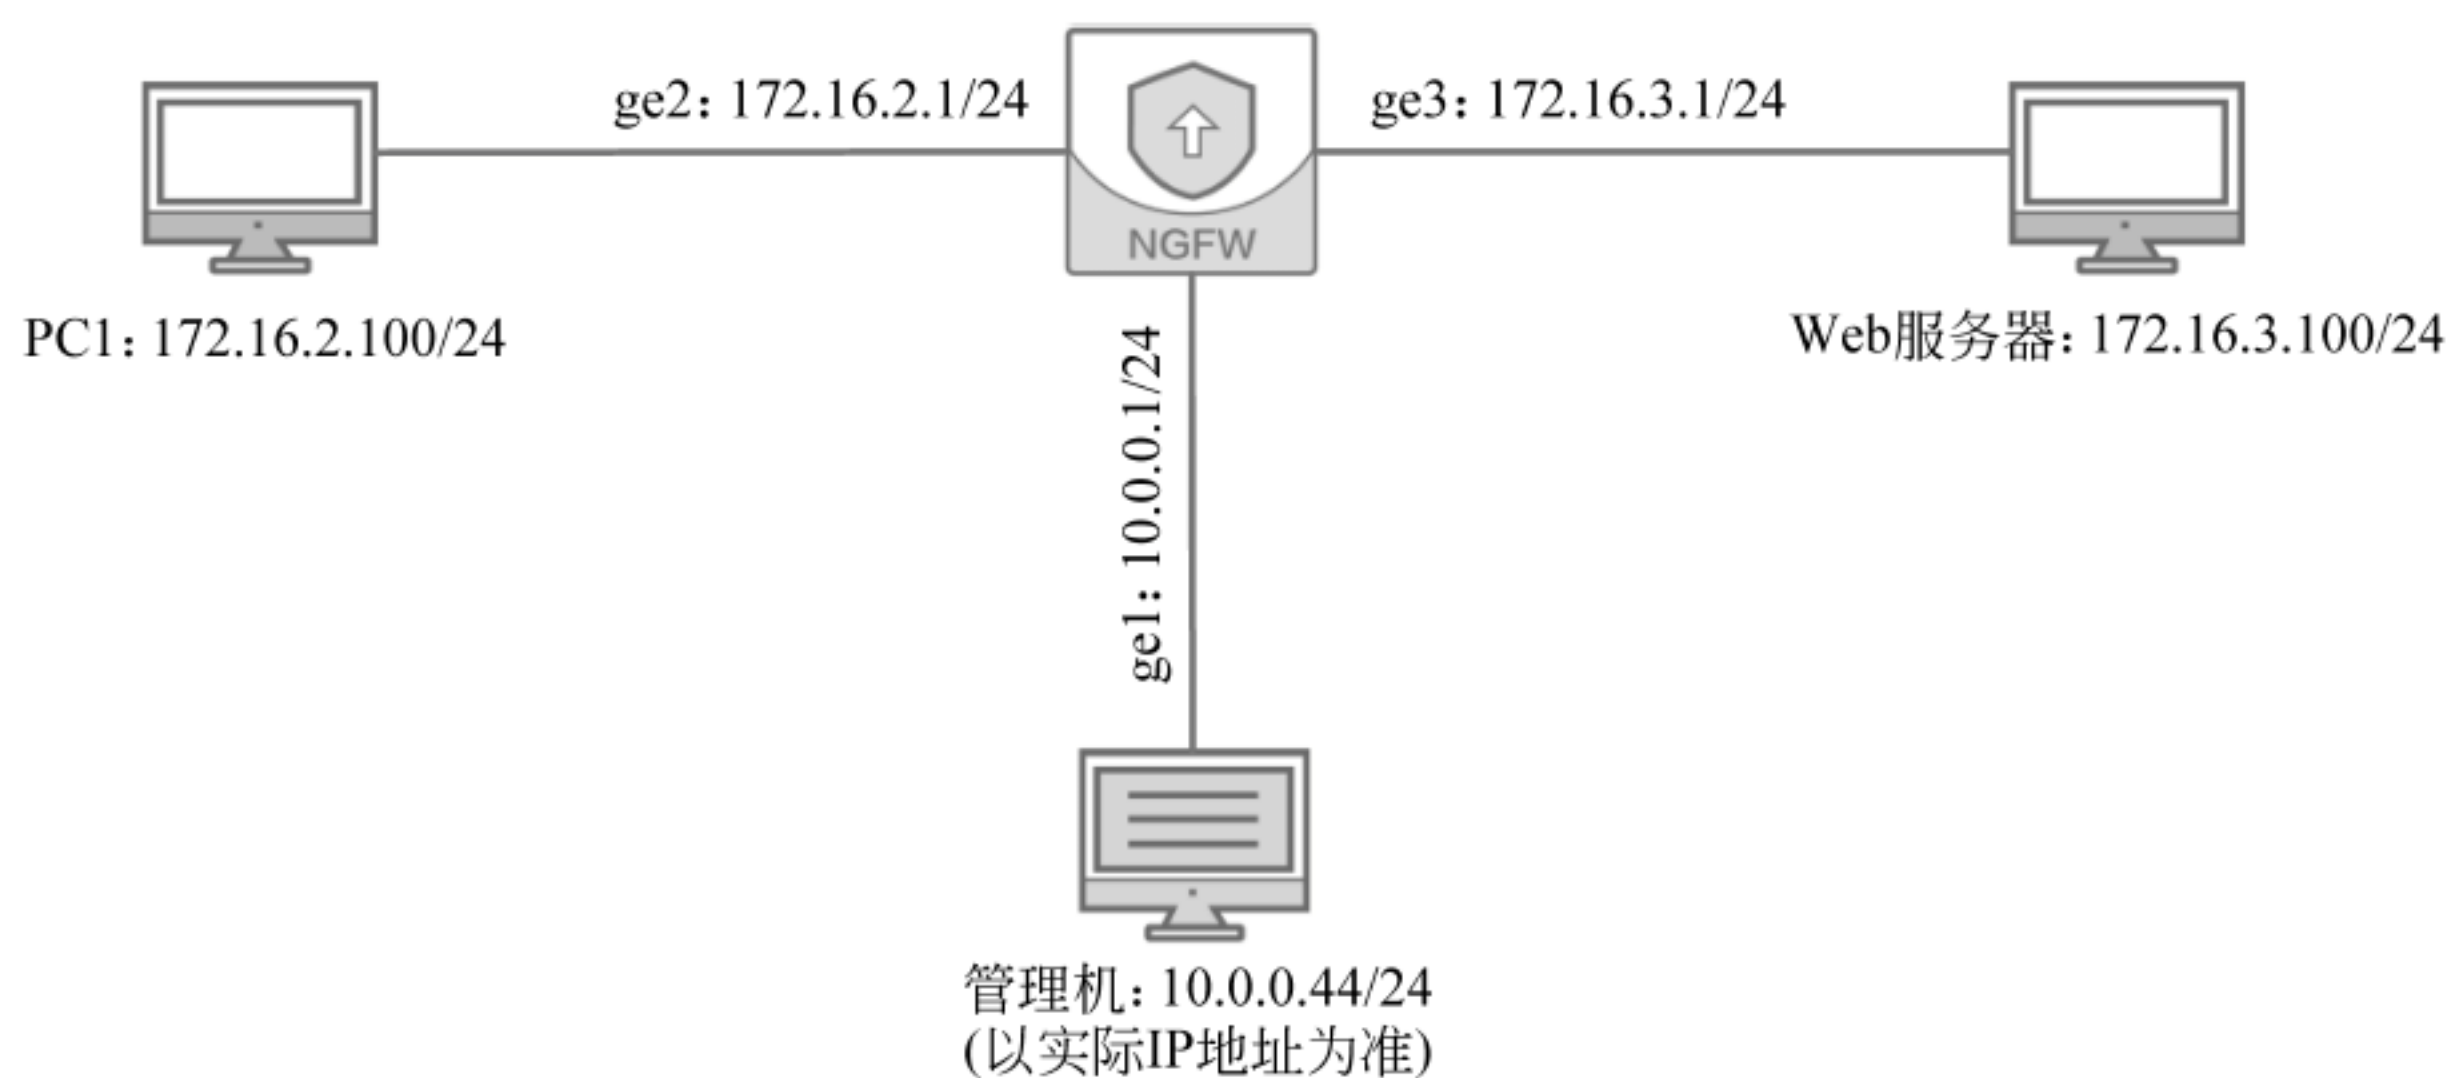 ge2：172.16.2.1/24
ge3：172.16.3.1/24
NGFW
PC1：172.16.2.100/24
Web服务器：172.16.3.100/24
ge1：10.0.0.1/24
管理机：10.0.0.44/24
(以实际IP地址为准)